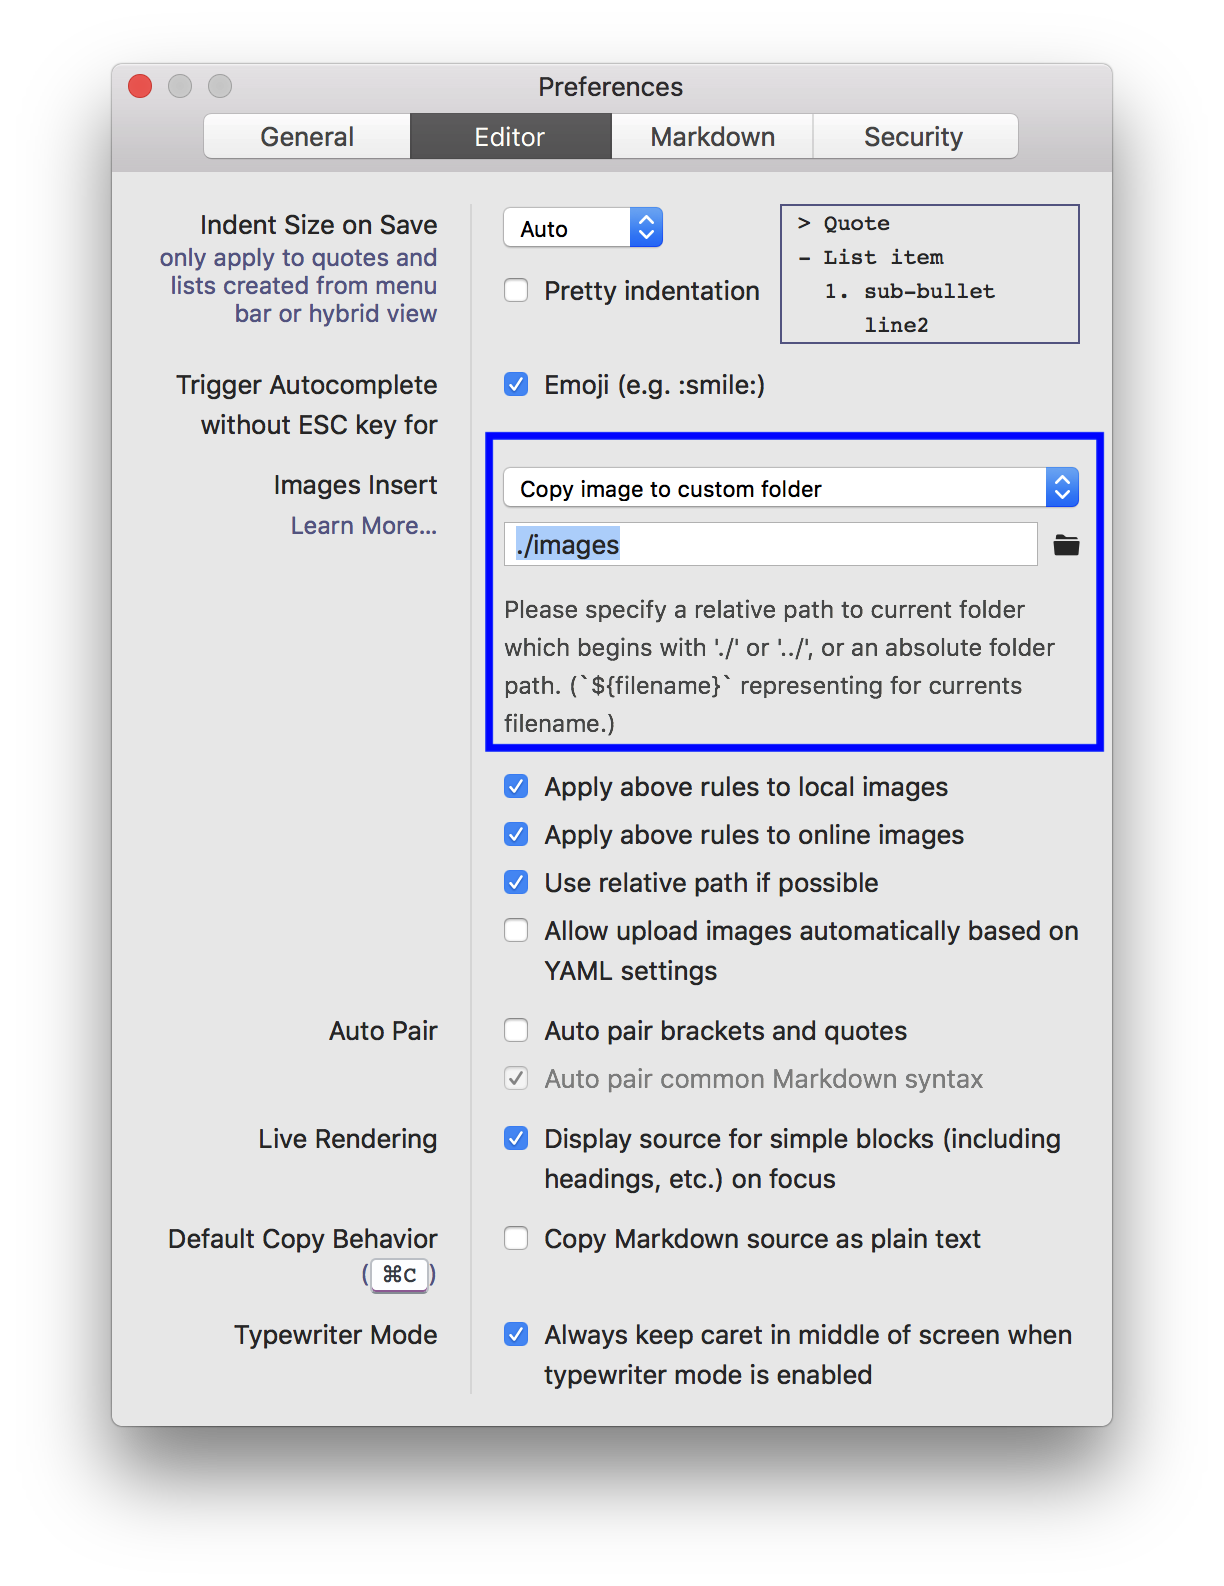 Preferences
General Editor Markdown Security
Indent Size on Save
only apply to quotes and
lists created from menu
bar or hybrid view
Auto
Pretty indentation
> Quote
- List item
1. sub-bullet
line2
Trigger Autocomplete
without ESC key for
Emoji (e.g. :smile:)
Images Insert
Learn More...
Copy image to custom folder
./images
Please specify a relative path to current folder
which begins with './' or '../', or an absolute folder
path. (`${filename}` representing for currents
filename.)
Apply above rules to local images
Apply above rules to online images
Use relative path if possible
Allow upload images automatically based on
YAML settings
Auto Pair
Auto pair brackets and quotes
Auto pair common Markdown syntax
Live Rendering
Display source for simple blocks (including
headings, etc.) on focus
Default Copy Behavior
(⌘C)
Copy Markdown source as plain text
Typewriter Mode
Always keep caret in middle of screen when
typewriter mode is enabled